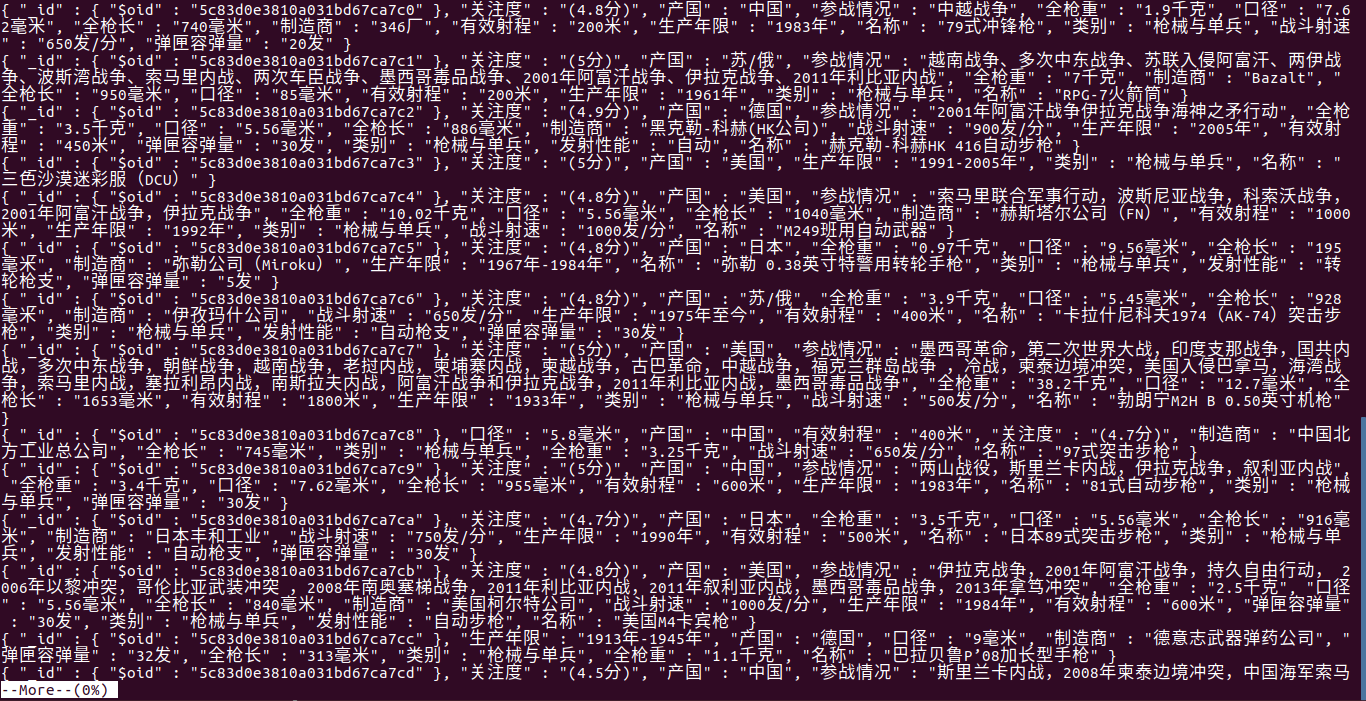 { "_id" : { "$oid" : "5c83d0e3810a031bd67ca7c0" }, "关注度" : "(4.8分)", "产国" : "中国", "参战情况" : "中越战争", "全枪重" : "1.9千克", "口径" : "7.6
2毫米", "全枪长" : "740毫米", "制造商" : "346厂", "有效射程" : "200米", "生产年限" : "1983年", "名称" : "79式冲锋枪", "类别" : "枪械与单兵", "战斗射速
" : "650发/分", "弹匣容弹量" : "20发" }
{ "_id" : { "$oid" : "5c83d0e3810a031bd67ca7c1" }, "关注度" : "(5分)", "产国" : "苏/俄", "参战情况" : "越南战争、多次中东战争、苏联入侵阿富汗、两伊战
争、波斯湾战争、索马里内战、两次车臣战争、墨西哥毒品战争、2001年阿富汗战争、伊拉克战争、2011年利比亚内战", "全枪重" : "7千克", "制造商" : "Bazalt", "
全枪长" : "950毫米", "口径" : "85毫米", "有效射程" : "200米", "生产年限" : "1961年", "类别" : "枪械与单兵", "名称" : "RPG-7火箭筒" }
{ "_id" : { "$oid" : "5c83d0e3810a031bd67ca7c2" }, "关注度" : "(4.9分)", "产国" : "德国", "参战情况" : "2001年阿富汗战争伊拉克战争海神之矛行动", "全枪
重" : "3.5千克", "口径" : "5.56毫米", "全枪长" : "886毫米", "制造商" : "黑克勒-科赫(HK公司)", "战斗射速" : "900发/分", "生产年限" : "2005年", "有效射
程" : "450米", "弹匣容弹量" : "30发", "类别" : "枪械与单兵", "发射性能" : "自动", "名称" : "赫克勒-科赫HK 416自动步枪" }
{ "_id" : { "$oid" : "5c83d0e3810a031bd67ca7c3" }, "关注度" : "(5分)", "产国" : "美国", "生产年限" : "1991-2005年", "类别" : "枪械与单兵", "名称" : "
三色沙漠迷彩服（DCU）" }
{ "_id" : { "$oid" : "5c83d0e3810a031bd67ca7c4" }, "关注度" : "(4.8分)", "产国" : "美国", "参战情况" : "索马里联合军事行动，波斯尼亚战争，科索沃战争，
2001年阿富汗战争，伊拉克战争", "全枪重" : "10.02千克", "口径" : "5.56毫米", "全枪长" : "1040毫米", "制造商" : "赫斯塔尔公司（FN）", "有效射程" : "1000
米", "生产年限" : "1992年", "类别" : "枪械与单兵", "战斗射速" : "1000发/分", "名称" : "M249班用自动武器" }
{ "_id" : { "$oid" : "5c83d0e3810a031bd67ca7c5" }, "关注度" : "(4.8分)", "产国" : "日本", "全枪重" : "0.97千克", "口径" : "9.56毫米", "全枪长" : "195
毫米", "制造商" : "弥勒公司（Miroku）", "生产年限" : "1967年-1984年", "名称" : "弥勒 0.38英寸特警用转轮手枪", "类别" : "枪械与单兵", "发射性能" : "转
轮枪支", "弹匣容弹量" : "5发" }
{ "_id" : { "$oid" : "5c83d0e3810a031bd67ca7c6" }, "关注度" : "(4.8分)", "产国" : "苏/俄", "全枪重" : "3.9千克", "口径" : "5.45毫米", "全枪长" : "928
毫米", "制造商" : "伊孜玛什公司", "战斗射速" : "650发/分", "生产年限" : "1975年至今", "有效射程" : "400米", "名称" : "卡拉什尼科夫1974（AK-74）突击步
枪", "类别" : "枪械与单兵", "发射性能" : "自动枪支", "弹匣容弹量" : "30发" }
{ "_id" : { "$oid" : "5c83d0e3810a031bd67ca7c7" }, "关注度" : "(5分)", "产国" : "美国", "参战情况" : "墨西哥革命，第二次世界大战，印度支那战争，国共内
战，多次中东战争，朝鲜战争，越南战争，老挝内战，柬埔寨内战，柬越战争，古巴革命，中越战争，福克兰群岛战争 ，冷战，柬泰边境冲突，美国入侵巴拿马，海湾战
争，索马里内战，塞拉利昂内战，南斯拉夫内战，阿富汗战争和伊拉克战争，2011年利比亚内战，墨西哥毒品战争", "全枪重" : "38.2千克", "口径" : "12.7毫米", "全
枪长" : "1653毫米", "有效射程" : "1800米", "生产年限" : "1933年", "类别" : "枪械与单兵", "战斗射速" : "500发/分", "名称" : "勃朗宁M2H B 0.50英寸机枪"
}
{ "_id" : { "$oid" : "5c83d0e3810a031bd67ca7c8" }, "口径" : "5.8毫米", "产国" : "中国", "有效射程" : "400米", "关注度" : "(4.7分)", "制造商" : "中国北
方工业总公司", "全枪长" : "745毫米", "类别" : "枪械与单兵", "全枪重" : "3.25千克", "战斗射速" : "650发/分", "名称" : "97式突击步枪" }
{ "_id" : { "$oid" : "5c83d0e3810a031bd67ca7c9" }, "关注度" : "(5分)", "产国" : "中国", "参战情况" : "两山战役，斯里兰卡内战，伊拉克战争，叙利亚内战",
"全枪重" : "3.4千克", "口径" : "7.62毫米", "全枪长" : "955毫米", "有效射程" : "600米", "生产年限" : "1983年", "名称" : "81式自动步枪", "类别" : "枪械
与单兵", "弹匣容弹量" : "30发" }
{ "_id" : { "$oid" : "5c83d0e3810a031bd67ca7ca" }, "关注度" : "(4.7分)", "产国" : "日本", "全枪重" : "3.5千克", "口径" : "5.56毫米", "全枪长" : "916毫
米", "制造商" : "日本丰和工业", "战斗射速" : "750发/分", "生产年限" : "1990年", "有效射程" : "500米", "名称" : "日本89式突击步枪", "类别" : "枪械与单
兵", "发射性能" : "自动枪支", "弹匣容弹量" : "30发" }
{ "_id" : { "$oid" : "5c83d0e3810a031bd67ca7cb" }, "关注度" : "(4.8分)", "产国" : "美国", "参战情况" : "伊拉克战争，2001年阿富汗战争，持久自由行动， 2
006年以黎冲突，哥伦比亚武装冲突 ，2008年南奥塞梯战争，2011年利比亚内战，2011年叙利亚内战，墨西哥毒品战争，2013年拿笃冲突", "全枪重" : "2.5千克", "口径
" : "5.56毫米", "全枪长" : "840毫米", "制造商" : "美国柯尔特公司", "战斗射速" : "1000发/分", "生产年限" : "1984年", "有效射程" : "600米", "弹匣容弹量"
: "30发", "类别" : "枪械与单兵", "发射性能" : "自动步枪", "名称" : "美国M4卡宾枪" }
{ "_id" : { "$oid" : "5c83d0e3810a031bd67ca7cc" }, "生产年限" : "1913年-1945年", "产国" : "德国", "口径" : "9毫米", "制造商" : "德意志武器弹药公司", "
弹匣容弹量" : "32发", "全枪长" : "313毫米", "类别" : "枪械与单兵", "全枪重" : "1.1千克", "名称" : "巴拉贝鲁P’08加长型手枪" }
{ "_id" : { "$oid" : "5c83d0e3810a031bd67ca7cd" }, "关注度" : "(4.5分)", "产国" : "中国", "参战情况" : "斯里兰卡内战，2008年柬泰边境冲突，中国海军索马
--More--(0%)